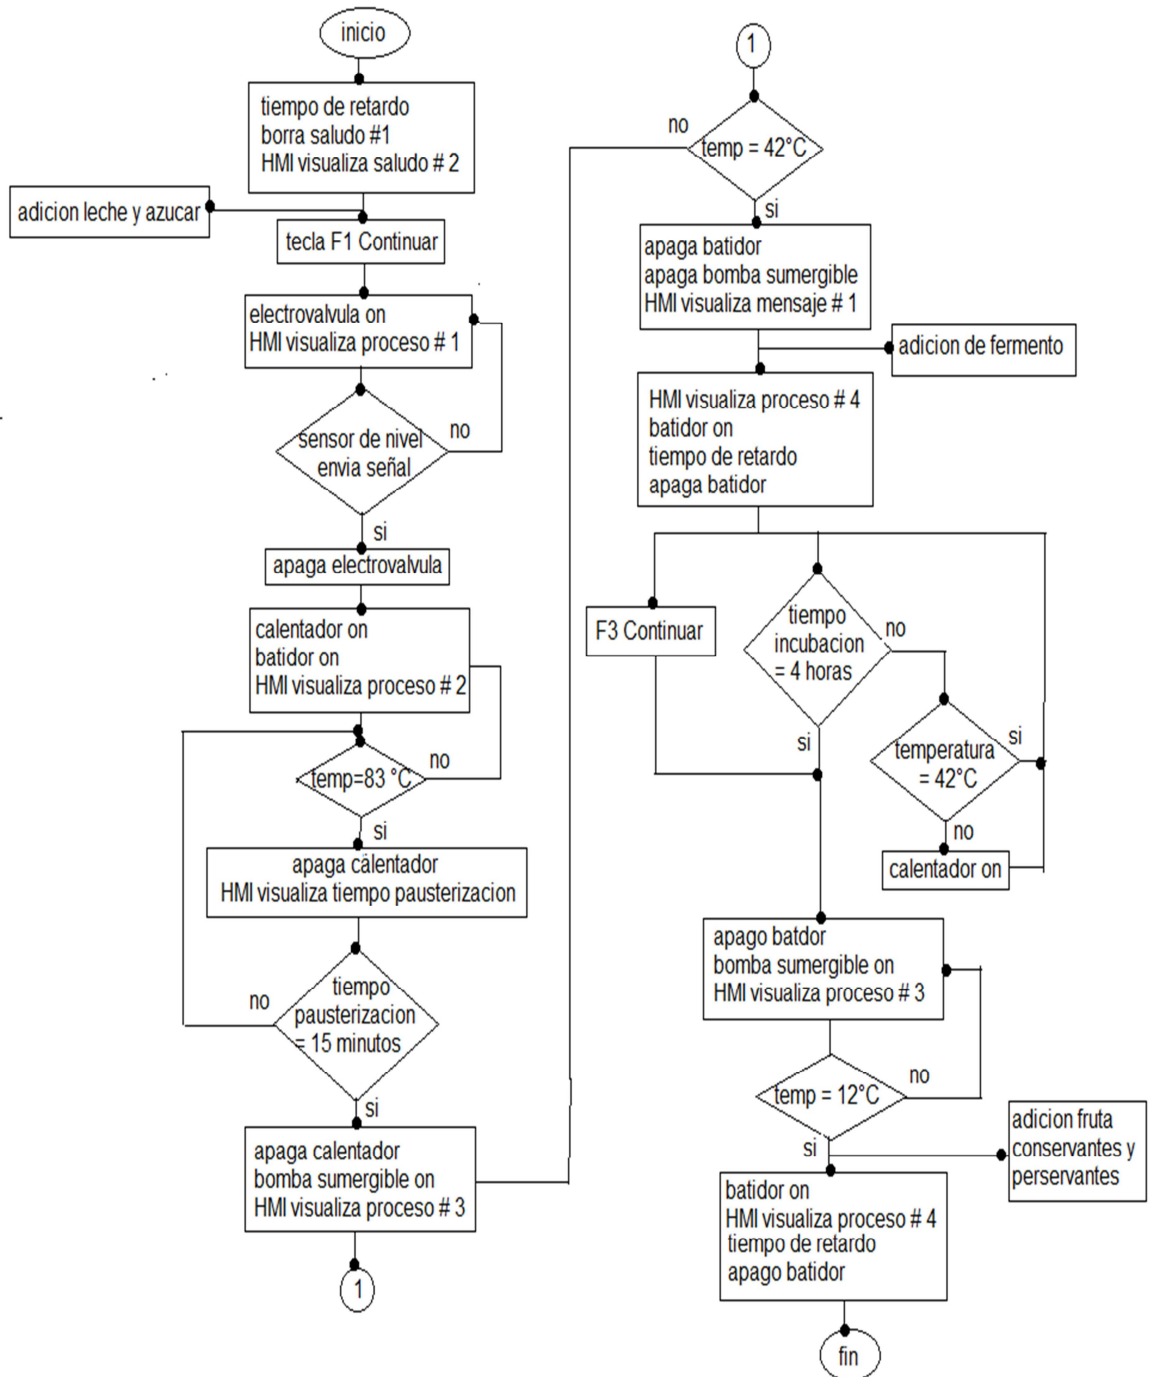 inicio
tiempo de retardo
borra saludo #1
HMI visualiza saludo # 2
adicion leche y azucar
tecla F1 Continuar
electrovalvula on
HMI visualiza proceso # 1
sensor de nivel
envia señal
no
si
apaga electrovalvula
calentador on
batidor on
HMI visualiza proceso # 2
temp=83 °C
no
si
apaga calentador
HMI visualiza tiempo pausterizacion
tiempo
pausterizacion
= 15 minutos
no
si
apaga calentador
bomba sumergible on
HMI visualiza proceso # 3
1
1
no
temp = 42°C
si
apaga batidor
apaga bomba sumergible
HMI visualiza mensaje # 1
adicion de fermento
HMI visualiza proceso # 4
batidor on
tiempo de retardo
apaga batidor
F3 Continuar
tiempo
incubacion
= 4 horas
no
si
temperatura
= 42°C
si
no
calentador on
apago batdor
bomba sumergible on
HMI visualiza proceso # 3
temp = 12°C
no
si
adicion fruta
conservantes y
perservantes
batidor on
HMI visualiza proceso # 4
tiempo de retardo
apago batidor
fin